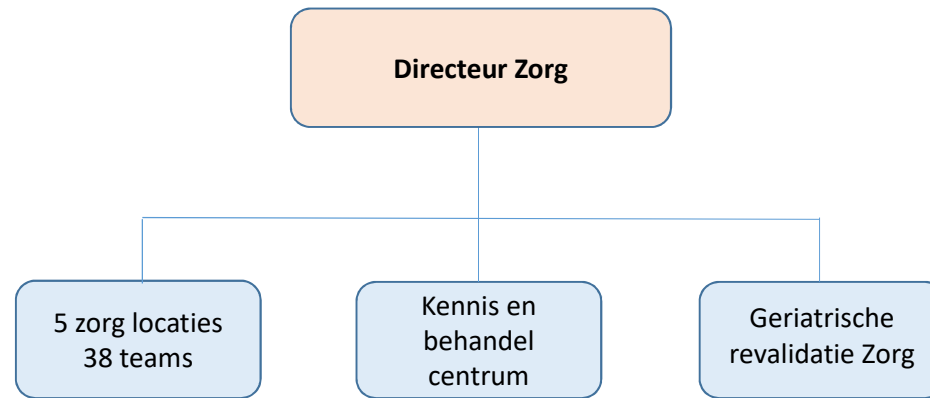 Directeur Zorg
5 zorg locaties
38 teams
Kennis en
behandel
centrum
Geriatrische
revalidatie Zorg